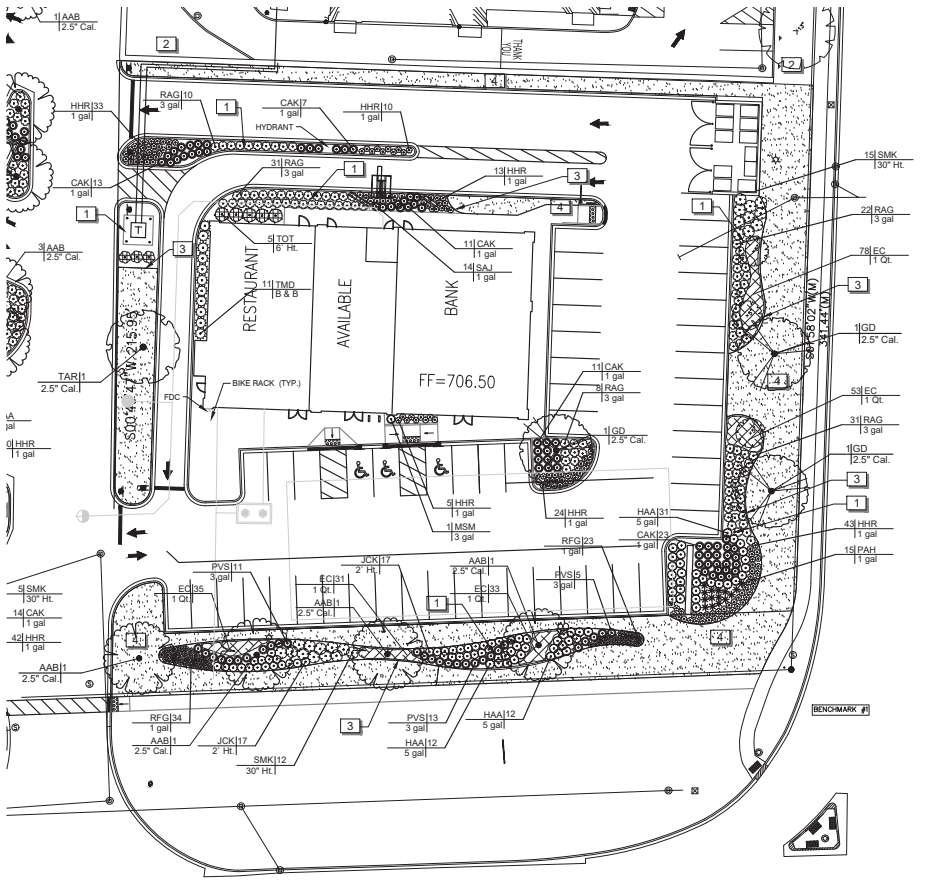 1 AAB
2.5" Cal.
2
THANK
YOU
2
4
HHR 33
1 gal
RAG 10
3 gal
1
CAK 7
1 gal
HHR 10
1 gal
HYDRANT
31 RAG
3 gal
1
13 HHR
1 gal
3
15 SMK
30" Ht.
CAK 13
1 gal
1
T
4
1
22 RAG
3 gal
3 AAB
2.5" Cal.
3
5 TOT
6' Ht.
11 CAK
1 gal
14 SAJ
1 gal
78 EC
1 Qt.
11 TMD
B & B
RESTAURANT
AVAILABLE
BANK
3
S01°58'02"W(M)
341.44'(M)
1 GD
2.5" Cal.
FF=706.50
TAR 1
2.5" Cal.
BIKE RACK (TYP.)
FDC
11 CAK
1 gal
8 RAG
3 gal
4
53 EC
1 Qt.
31 RAG
3 gal
HHR
1 gal
1 GD
2.5" Cal.
1 GD
2.5" Cal.
3
5 HHR
1 gal
24 HHR
1 gal
HAA 31
5 gal
1
1 MSM
3 gal
CAK 23
1 gal
43 HHR
1 gal
RFG 23
1 gal
15 PAH
1 gal
PVS 11
3 gal
JCK 17
2' Ht.
AAB 1
2.5" Cal.
PVS 5
3 gal
EC 35
1 Qt.
EC 31
1 Qt.
EC 33
1 Qt.
5 SMK
30" Ht.
AAB 1
2.5" Cal.
1
14 CAK
1 gal
42 HHR
1 gal
4
4
AAB 1
2.5" Cal.
RFG 34
1 gal
3
PVS 13
3 gal
HAA 12
5 gal
BENCHMARK #1
AAB 1
2.5" Cal.
JCK 17
2' Ht.
HAA 12
5 gal
SMK 12
30" Ht.